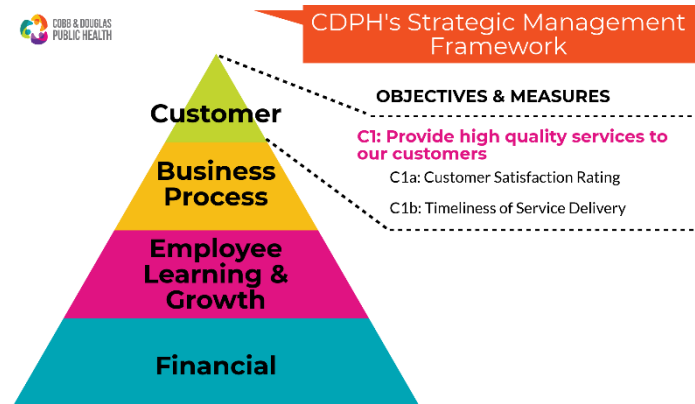 COBB & DOUGLAS
PUBLIC HEALTH
CDPH's Strategic Management
Framework
Customer
Business
Process
Employee
Learning &
Growth
Financial
OBJECTIVES & MEASURES
C1: Provide high quality services to
our customers
C1a: Customer Satisfaction Rating
C1b: Timeliness of Service Delivery